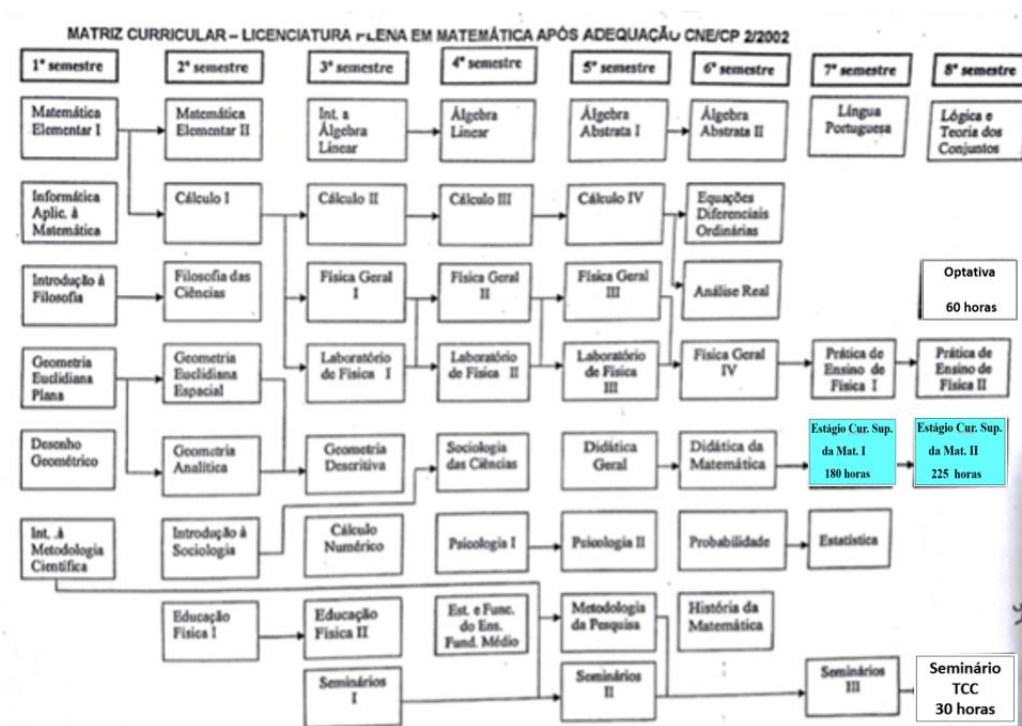 MATRIZ CURRICULAR – LICENCIATURA PLENA EM MATEMÁTICA APÓS ADEQUAÇÃO CNE/CP 2/2002
1º semestre
2º semestre
3º semestre
4º semestre
5º semestre
6º semestre
7º semestre
8º semestre
Matemática
Elementar I
Matemática
Elementar II
Int. a
Álgebra
Linear
Álgebra
Linear
Álgebra
Abstrata I
Álgebra
Abstrata II
Língua
Portuguesa
Lógica e
Teoria dos
Conjuntos
Informática
Aplic. à
Matemática
Cálculo I
Cálculo II
Cálculo III
Cálculo IV
Equações
Diferenciais
Ordinárias
Introdução à
Filosofia
Filosofia das
Ciências
Física Geral
I
Física Geral
II
Física Geral
III
Análise Real
Optativa
60 horas
Geometria
Euclidiana
Plana
Geometria
Euclidiana
Espacial
Laboratório
de Física I
Laboratório
de Física II
Laboratório
de Física
III
Física Geral
IV
Prática de
Ensino de
Física I
Prática de
Ensino de
Física II
Desenho
Geométrico
Geometria
Analítica
Geometria
Descritiva
Sociologia
das Ciências
Didática
Geral
Didática da
Matemática
Estágio Cur. Sup.
da Mat. I
180 horas
Estágio Cur. Sup.
da Mat. II
225 horas
Int. à
Metodologia
Científica
Introdução à
Sociologia
Cálculo
Numérico
Psicologia I
Psicologia II
Probabilidade
Estatística
Educação
Física I
Educação
Física II
Est. e Func.
do Ens.
Fund. Médio
Metodologia
da Pesquisa
História da
Matemática
Seminários
I
Seminários
II
Seminários
III
Seminário
TCC
30 horas